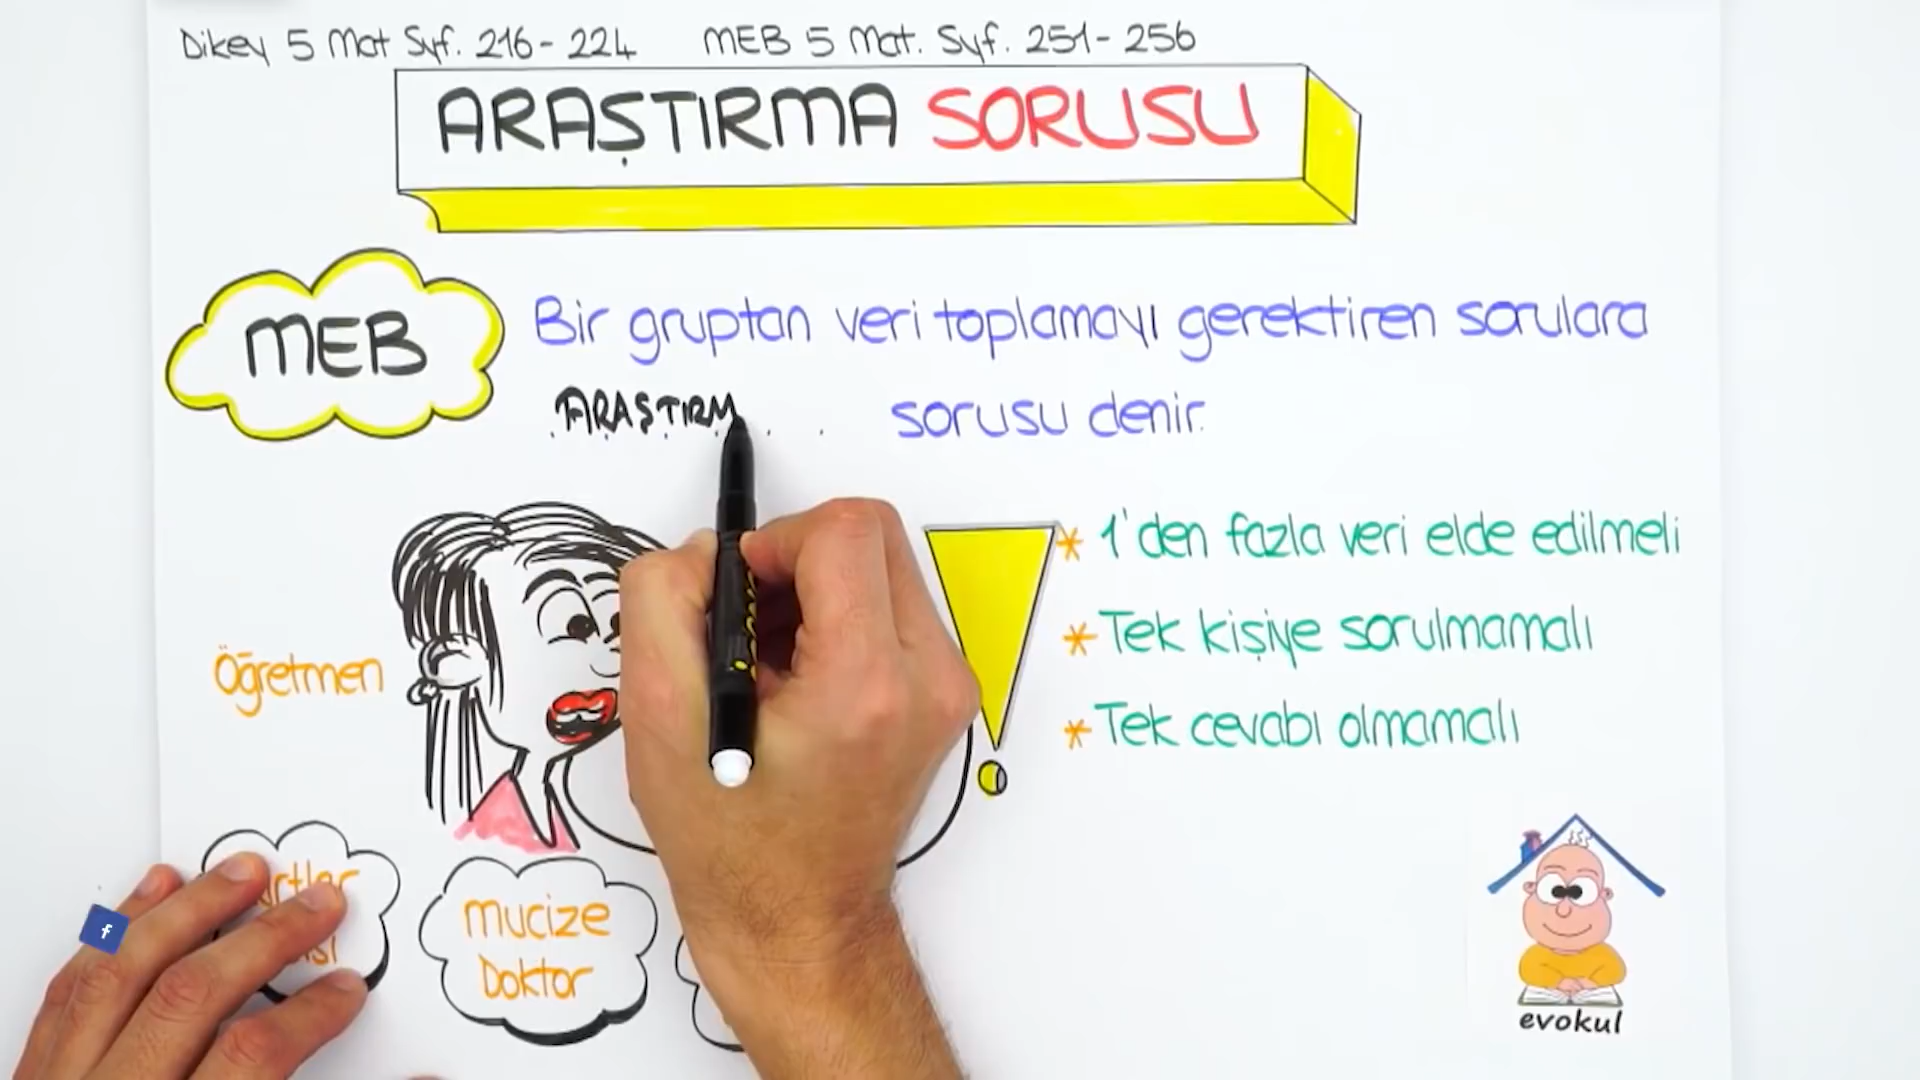 Dikey 5 Mat Syf. 216 - 224 MEB 5 Mat. Syf. 251 - 256
ARAŞTIRMA SORUSU
MEB
Bir gruptan veri toplamayı gerektiren sorulara
ARAŞTIRM sorusu denir.
* 1'den fazla veri elde edilmeli
* Tek kişiye sorulmamalı
* Tek cevabı olmamalı
Öğretmen
mucize
Doktor
evokul